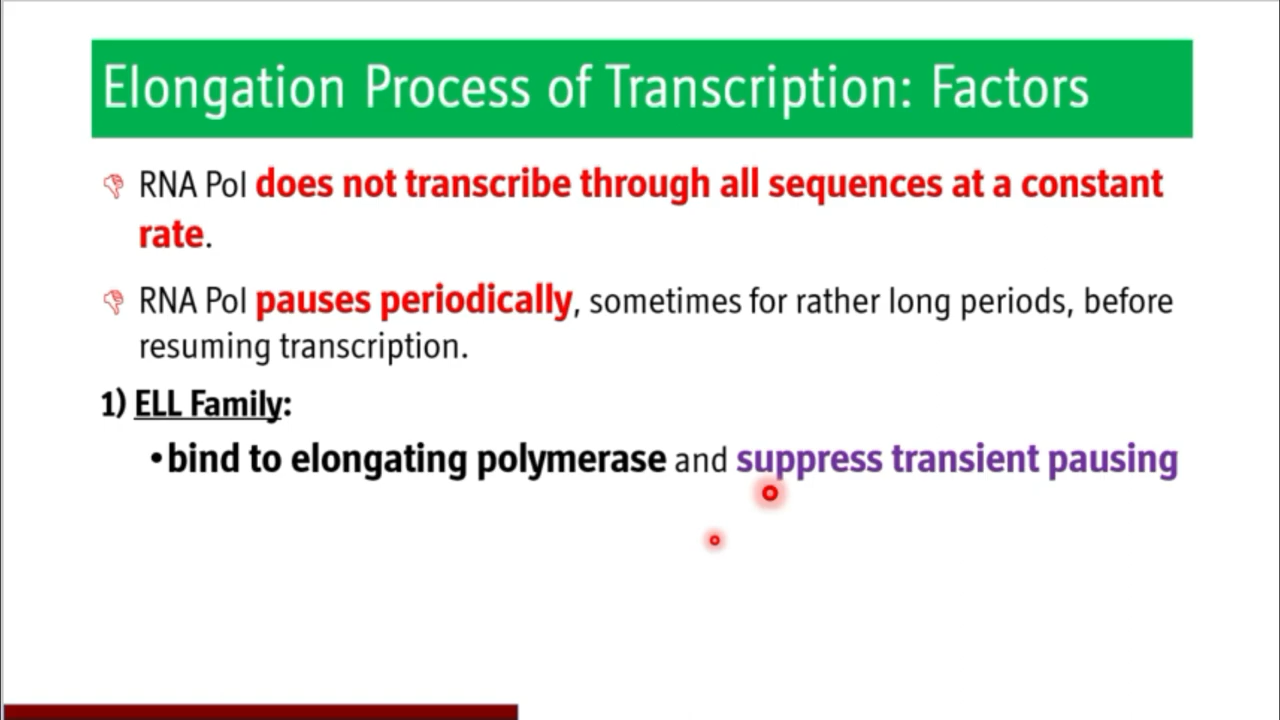 Elongation Process of Transcription: Factors
RNA Pol does not transcribe through all sequences at a constant
rate.
RNA Pol pauses periodically, sometimes for rather long periods, before
resuming transcription.
1) ELL Family:
•bind to elongating polymerase and suppress transient pausing